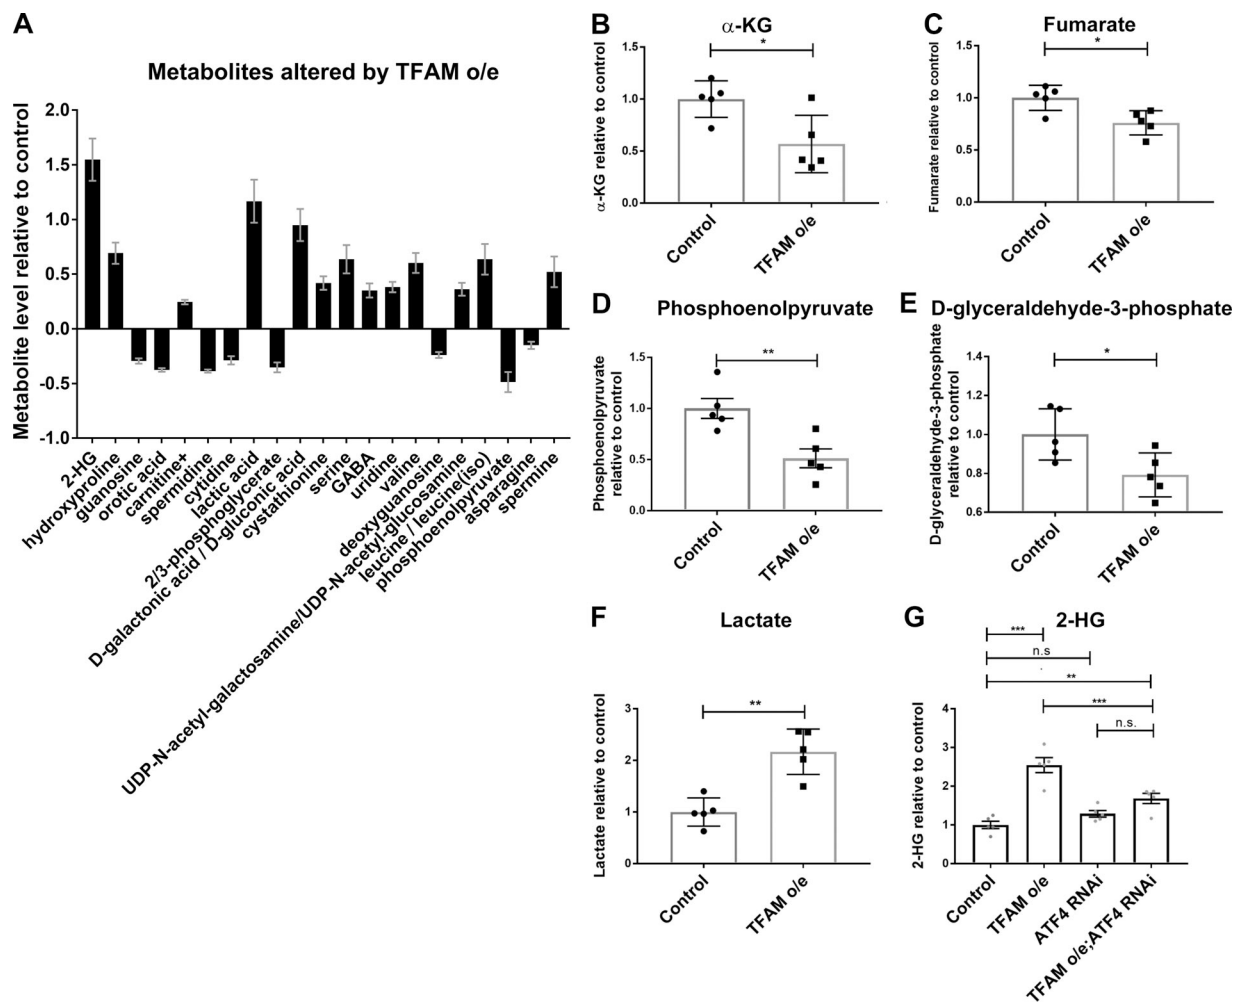 A
Metabolites altered by TFAM o/e
Metabolite level relative to control
2.0
1.5
1.0
0.5
0.0
-0.5
-1.0
2-HG
hydroxyproline
guanosine
orotic acid
carnitine+
spermidine
cytidine
lactic acid
2/3-phosphoglycerate
D-galactonic acid / D-gluconic acid
cystathionine
serine
GABA
uridine
valine
deoxyguanosine
UDP-N-acetyl-galactosamine/UDP-N-acetyl-glucosamine
leucine / leucine(iso)
phosphoenolpyruvate
asparagine
spermine
B
α-KG
α-KG relative to control
1.5
1.0
0.5
0.0
*
Control
TFAM o/e
C
Fumarate
Fumarate relative to control
1.5
1.0
0.5
0.0
*
Control
TFAM o/e
D
Phosphoenolpyruvate
Phosphoenolpyruvate
relative to control
1.5
1.0
0.5
0.0
**
Control
TFAM o/e
E
D-glyceraldehyde-3-phosphate
D-glyceraldehyde-3-phosphate
relative to control
1.4
1.2
1.0
0.8
0.6
*
Control
TFAM o/e
F
Lactate
Lactate relative to control
3
2
1
0
**
Control
TFAM o/e
G
2-HG
2-HG relative to control
***
n.s
**
***
n.s.
4
3
2
1
0
Control
TFAM o/e
ATF4 RNAi
TFAM o/e;ATF4 RNAi